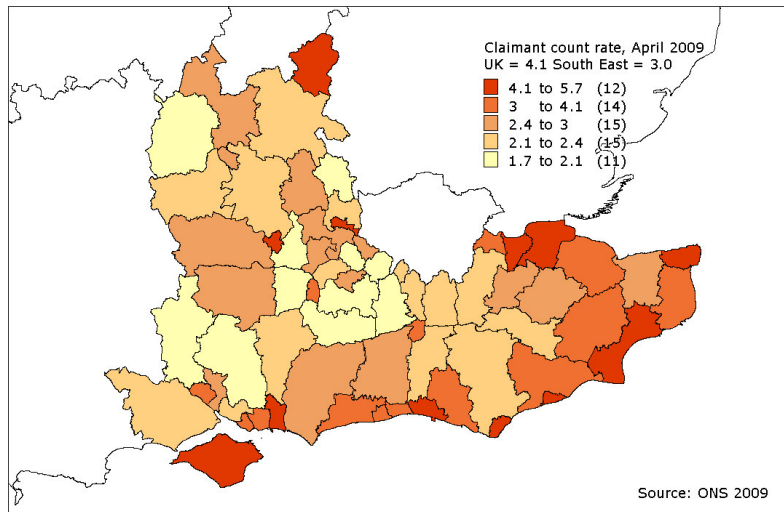 Claimant count rate, April 2009
UK = 4.1 South East = 3.0
4.1 to 5.7 (12)
3 to 4.1 (14)
2.4 to 3 (15)
2.1 to 2.4 (15)
1.7 to 2.1 (11)
Source: ONS 2009